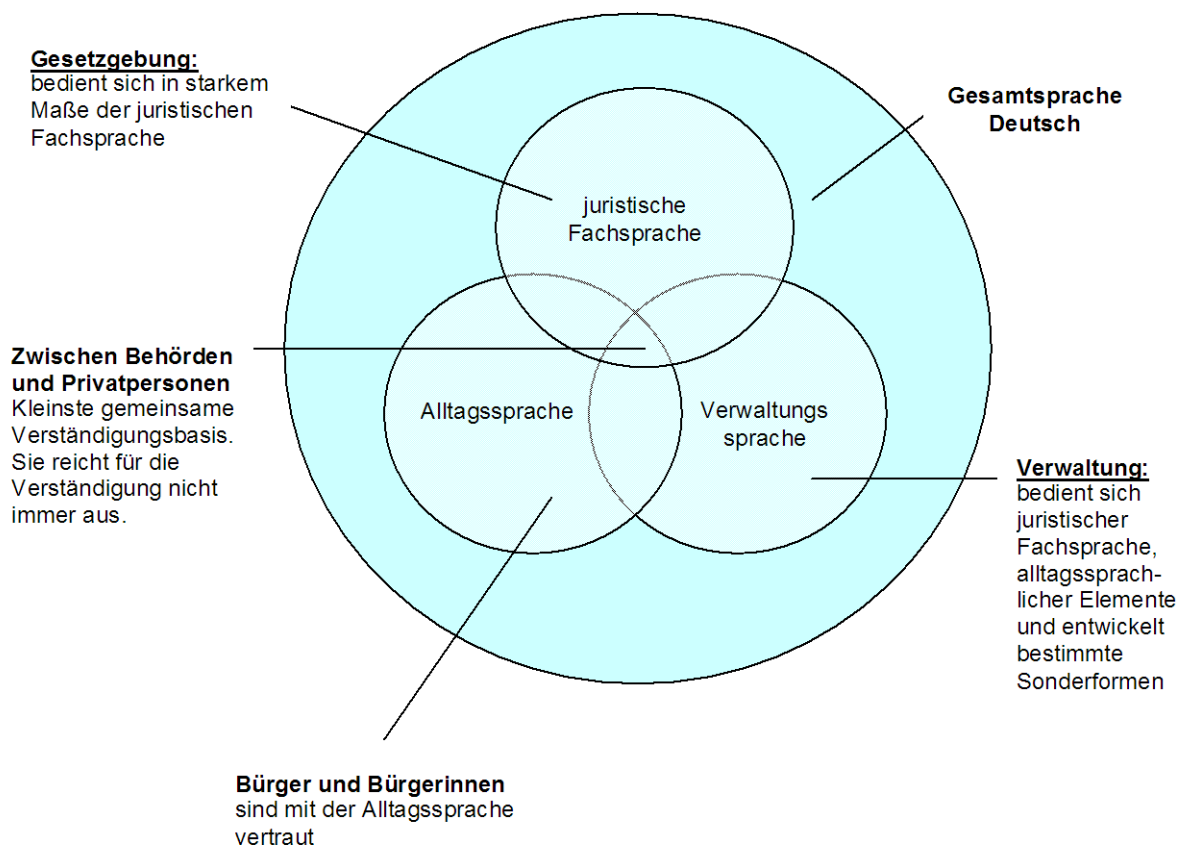 Gesetzgebung:
bedient sich in starkem
Maße der juristischen
Fachsprache
Gesamtsprache
Deutsch
juristische
Fachsprache
Zwischen Behörden
und Privatpersonen
Kleinste gemeinsame
Verständigungsbasis.
Sie reicht für die
Verständigung nicht
immer aus.
Alltagssprache
Verwaltungs
sprache
Verwaltung:
bedient sich
juristischer
Fachsprache,
alltagssprach-
licher Elemente
und entwickelt
bestimmte
Sonderformen
Bürger und Bürgerinnen
sind mit der Alltagssprache
vertraut